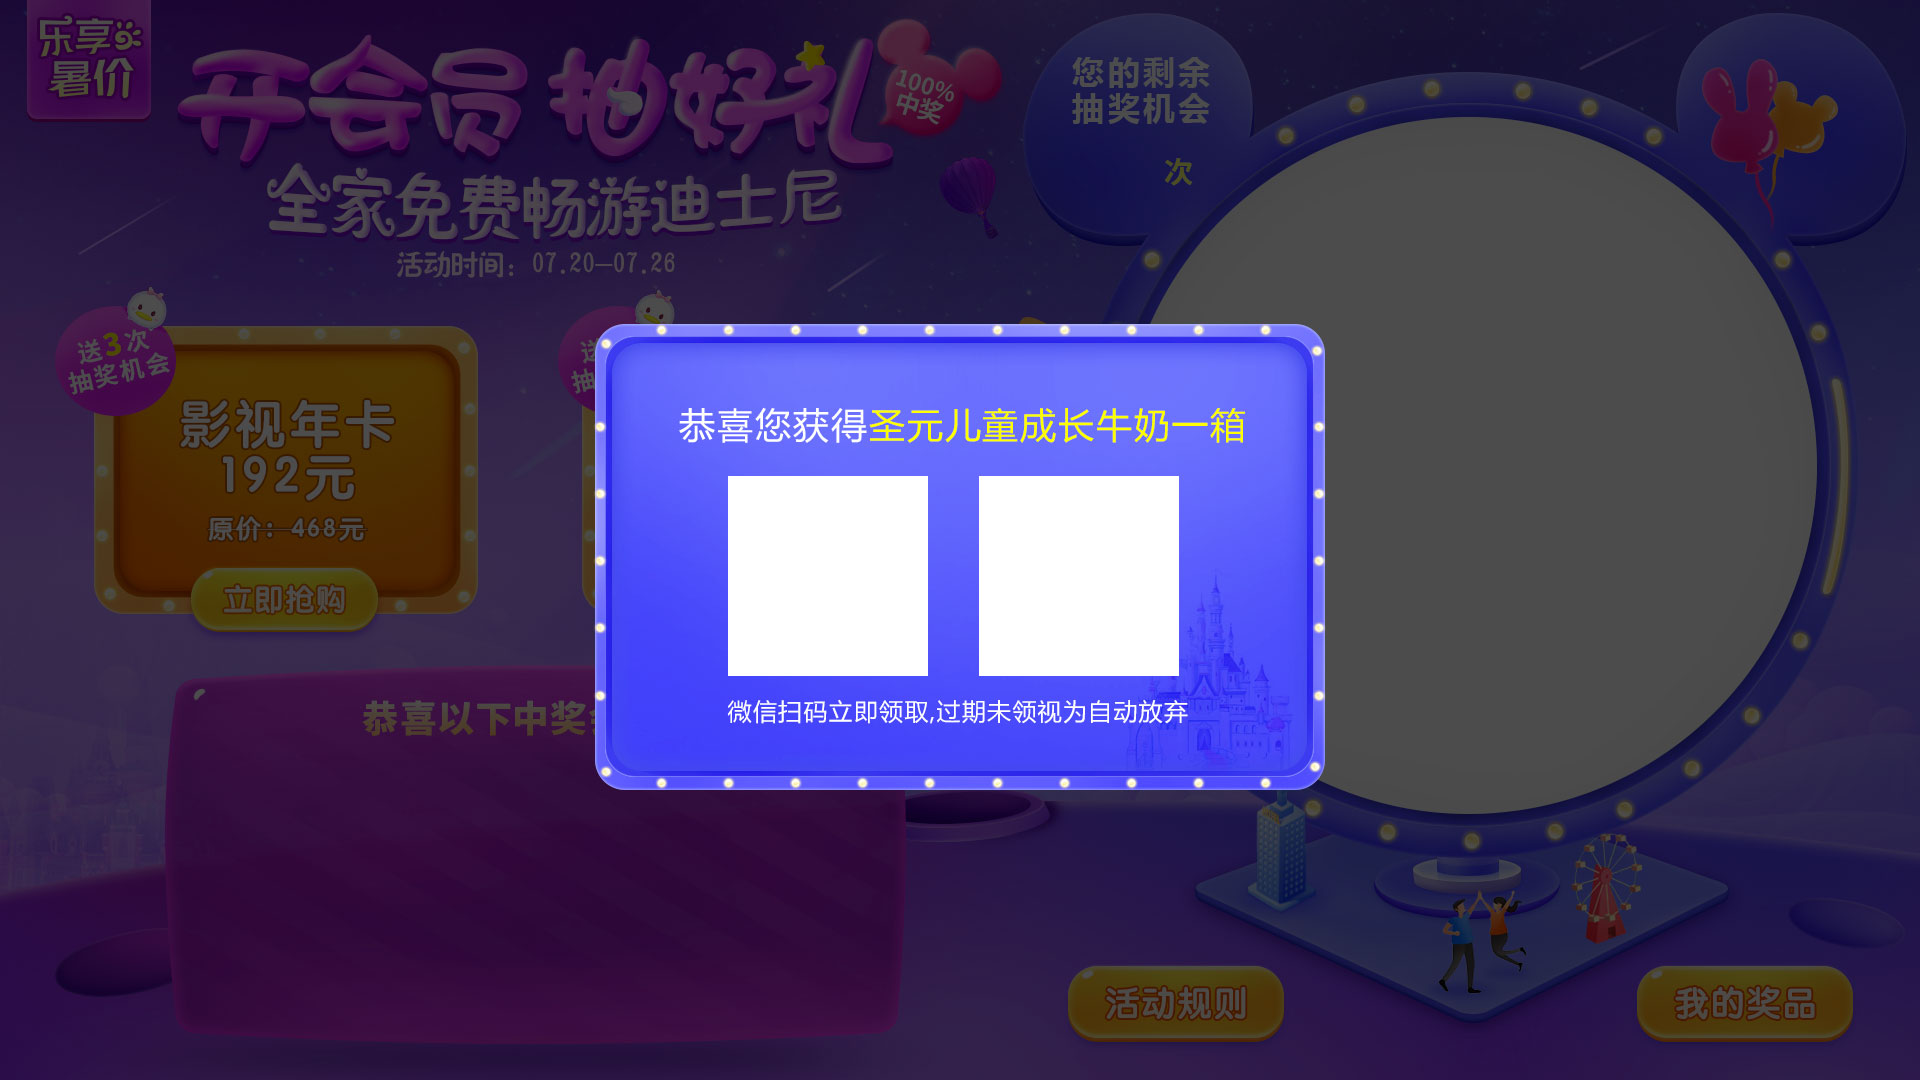 乐享
暑价
开会员 抽好礼
100%
中奖
全家免费畅游迪士尼
活动时间：07.20—07.26
您的剩余
抽奖机会
次
送3次
抽奖机会
影视年卡
192元
原价：468元
立即抢购
送
抽
恭喜您获得圣元儿童成长牛奶一箱
微信扫码立即领取,过期未领视为自动放弃
恭喜以下中奖
活动规则
我的奖品